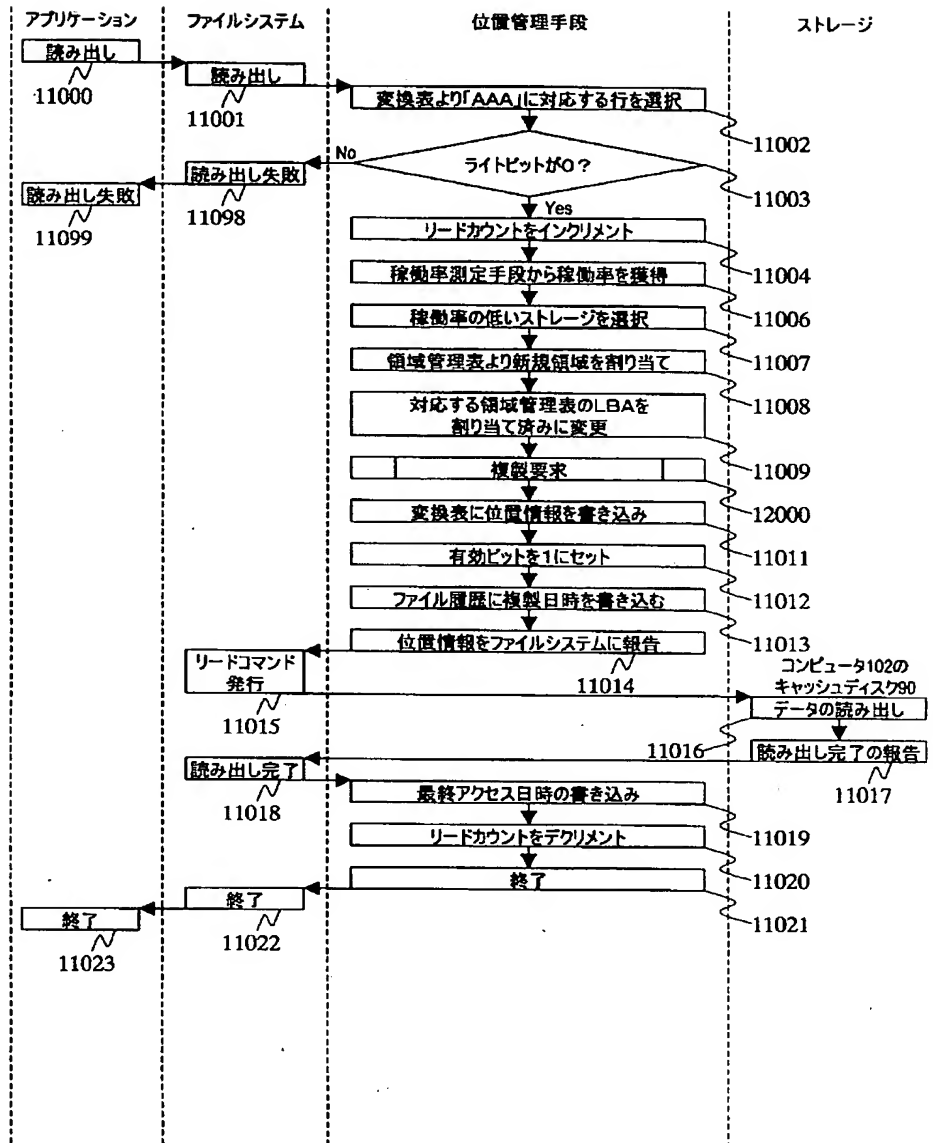 アプリケーション
ファイルシステム
位置管理手段
ストレージ
読み出し
11000
読み出し
11001
変換表より「AAA」に対応する行を選択
11002
ライトビットが0？
No
11003
読み出し失敗
11098
読み出し失敗
11099
Yes
リードカウントをインクリメント
11004
稼働率測定手段から稼働率を獲得
11006
稼働率の低いストレージを選択
11007
領域管理表より新規領域を割り当て
11008
対応する領域管理表のLBAを
割り当て済みに変更
11009
複製要求
12000
変換表に位置情報を書き込み
11011
有効ビットを1にセット
11012
ファイル履歴に複製日時を書き込む
11013
位置情報をファイルシステムに報告
11014
リードコマンド
発行
11015
コンピュータ102の
キャッシュディスク90
データの読み出し
11016
読み出し完了の報告
11017
読み出し完了
11018
最終アクセス日時の書き込み
11019
リードカウントをデクリメント
11020
終了
11021
終了
11022
終了
11023